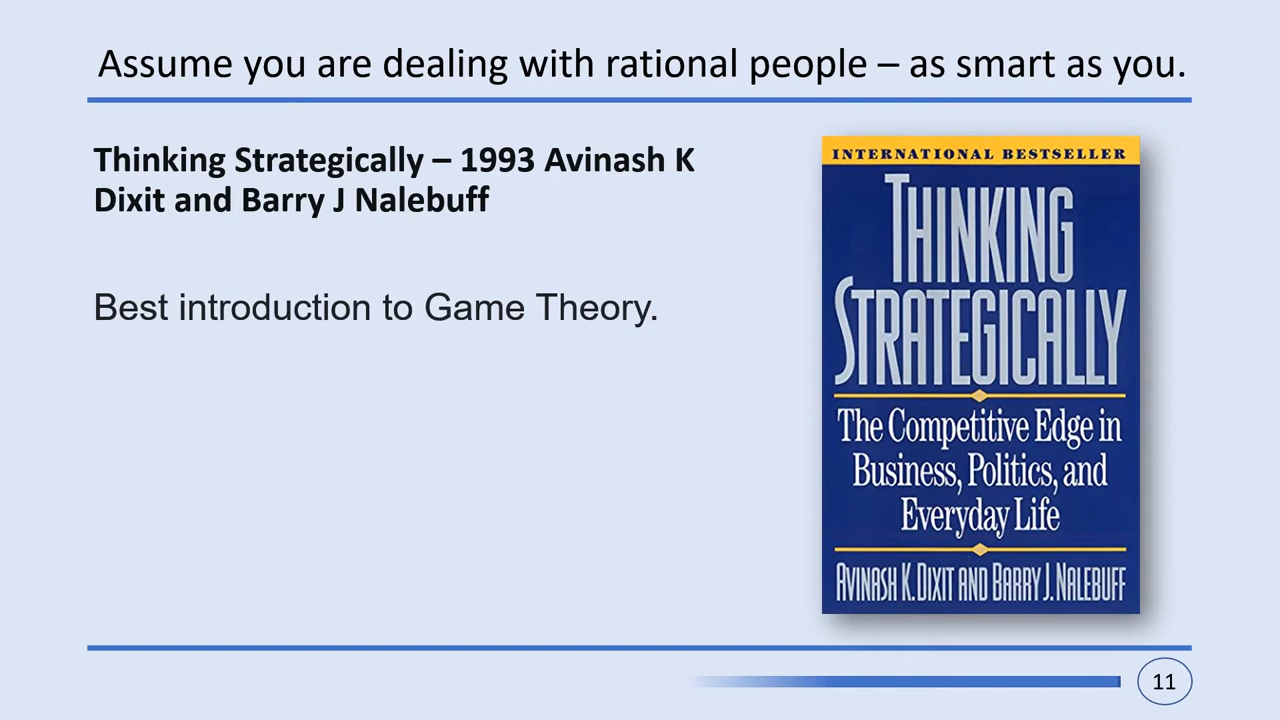 Assume you are dealing with rational people – as smart as you.
Thinking Strategically – 1993 Avinash K
Dixit and Barry J Nalebuff
Best introduction to Game Theory.
INTERNATIONAL BESTSELLER
THINKING
STRATEGICALLY
The Competitive Edge in
Business, Politics, and
Everyday Life
AVINASH K. DIXIT AND BARRY J. NALEBUFF
11